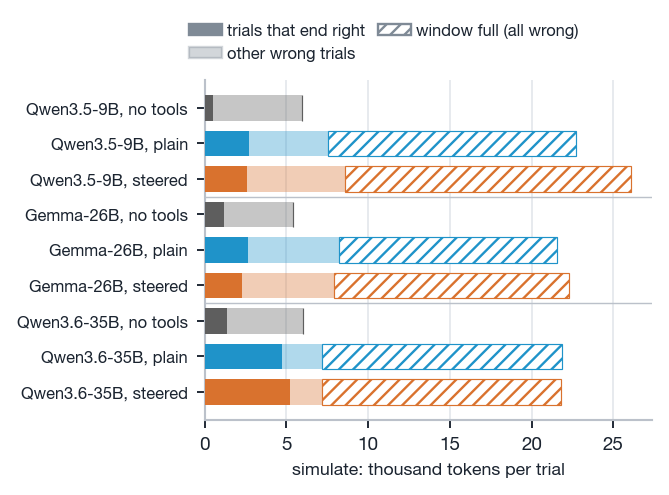 trials that end right
window full (all wrong)
other wrong trials
Qwen3.5-9B, no tools
Qwen3.5-9B, plain
Qwen3.5-9B, steered
Gemma-26B, no tools
Gemma-26B, plain
Gemma-26B, steered
Qwen3.6-35B, no tools
Qwen3.6-35B, plain
Qwen3.6-35B, steered
0 5 10 15 20 25
simulate: thousand tokens per trial